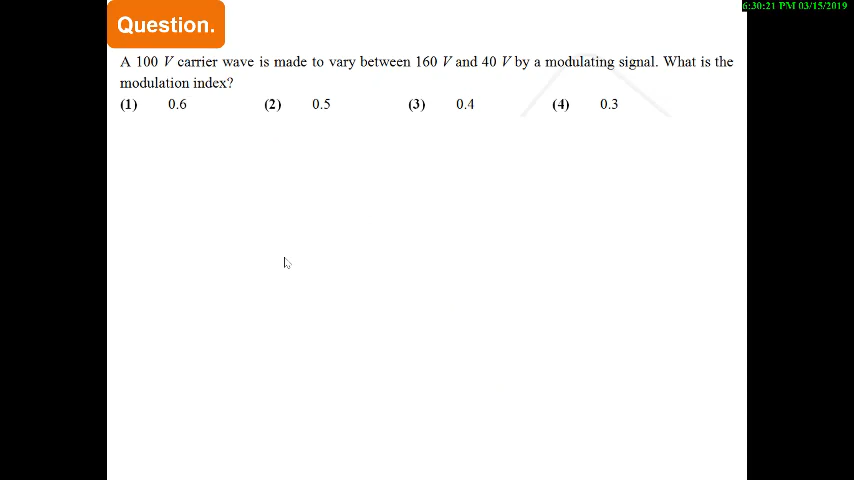 6:30:21 PM 03/15/2019
Question.
A 100 V carrier wave is made to vary between 160 V and 40 V by a modulating signal. What is the
modulation index?
(1) 0.6 (2) 0.5 (3) 0.4 (4) 0.3